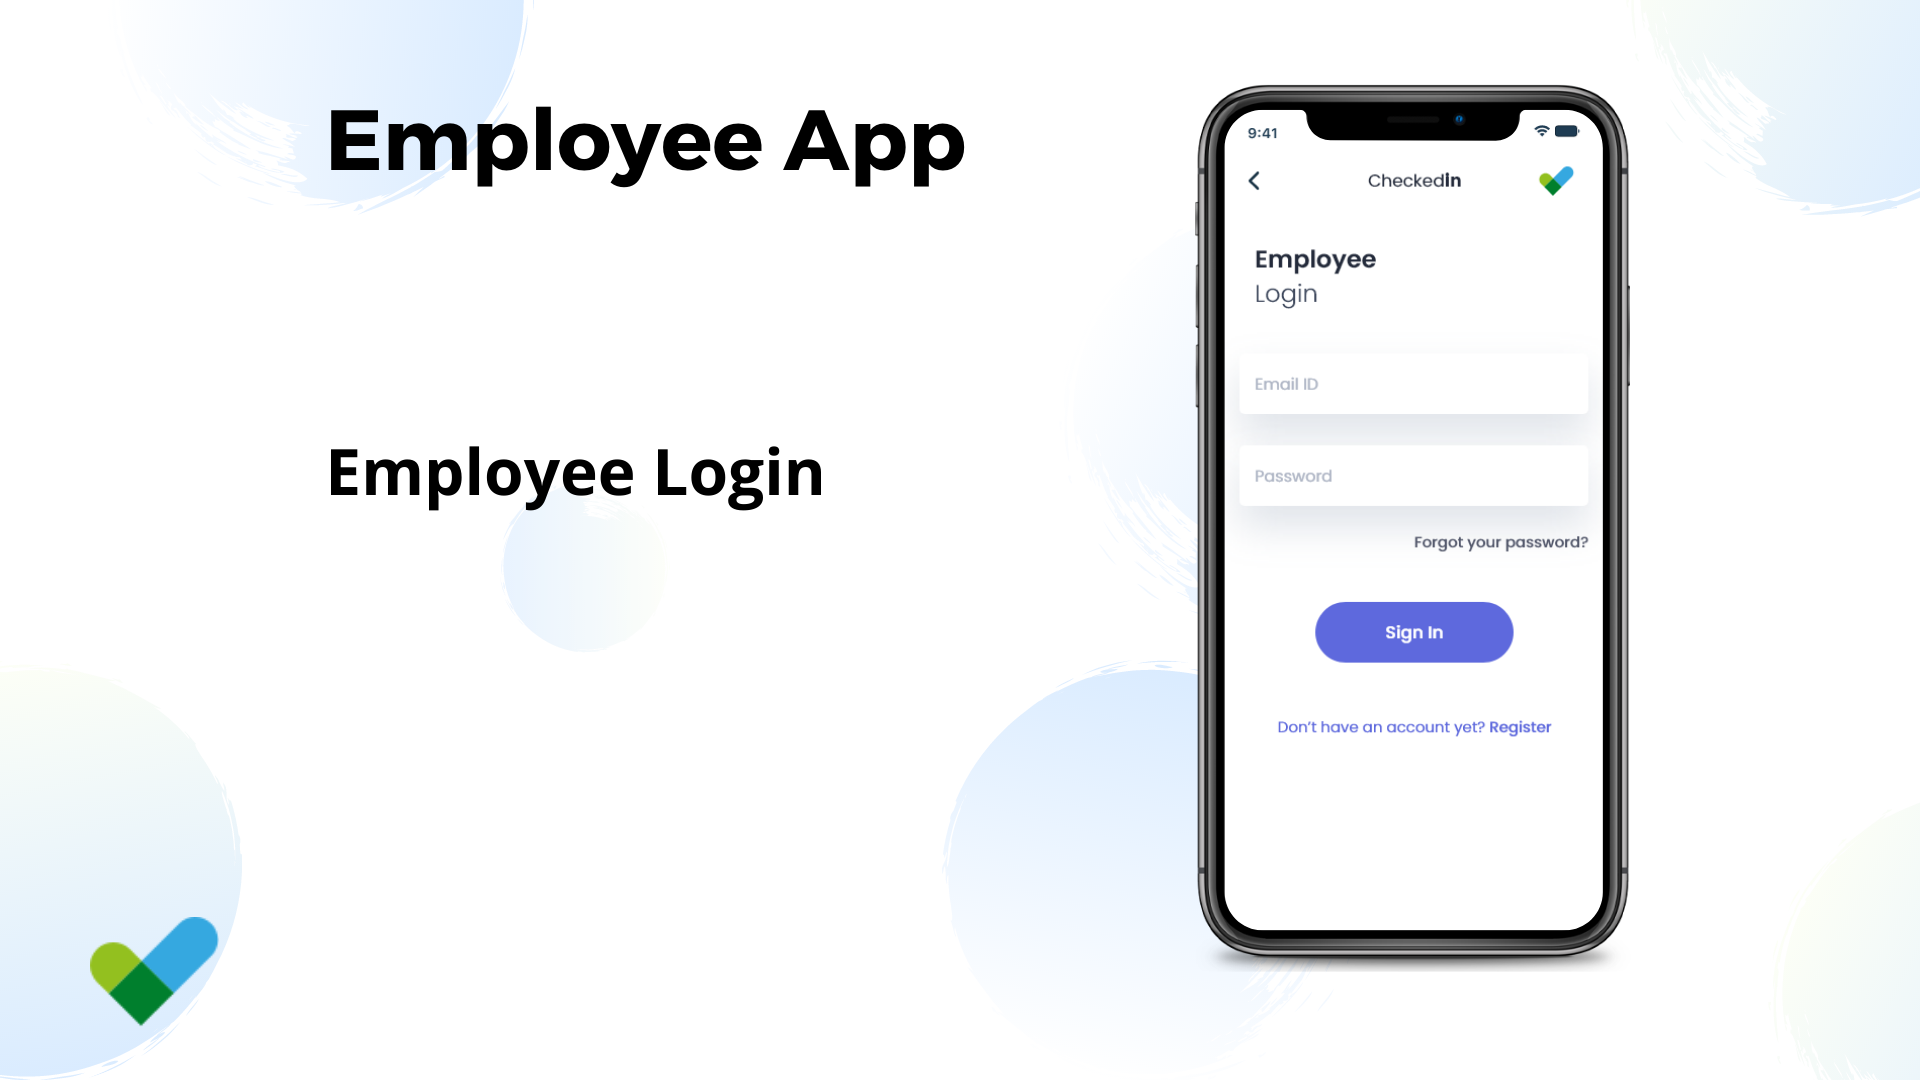 Employee App
Employee Login
9:41
Checkedin
Employee
Login
Email ID
Password
Forgot your password?
Sign In
Don't have an account yet? Register